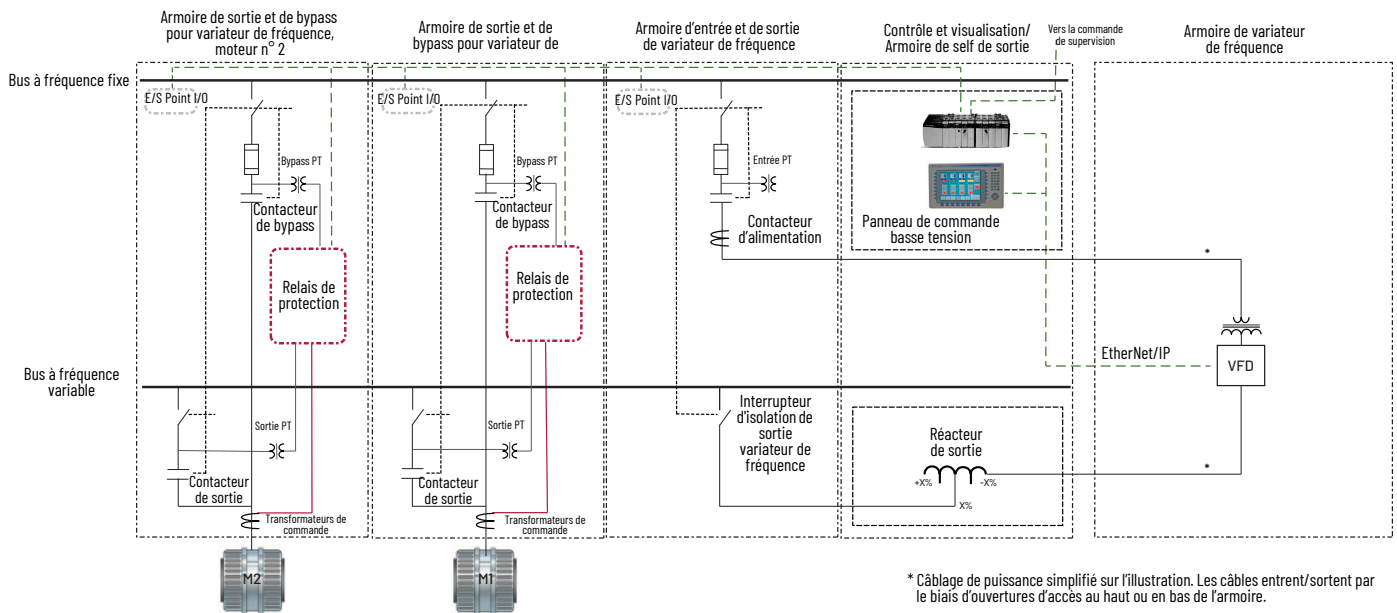 Armoire de sortie et de bypass
pour variateur de fréquence,
moteur n° 2
Armoire de sortie et de
bypass pour variateur de
Armoire d'entrée et de sortie
de variateur de fréquence
Contrôle et visualisation/
Armoire de self de sortie
Vers la commande
de supervision
Armoire de variateur
de fréquence
Bus à fréquence fixe
E/S Point I/O
E/S Point I/O
E/S Point I/O
Bypass PT
Bypass PT
Entrée PT
Contacteur
de bypass
Contacteur
de bypass
Contacteur
d'alimentation
Panneau de commande
basse tension
*
Relais de
protection
Relais de
protection
EtherNet/IP
VFD
Bus à fréquence
variable
Interrupteur
d'isolation de
sortie
variateur de
fréquence
Sortie PT
Sortie PT
Réacteur
de sortie
*
+X%
-X%
X%
Contacteur
de sortie
Contacteur
de sortie
Transformateurs de
commande
Transformateurs de
commande
M2
M1
* Câblage de puissance simplifié sur l'illustration. Les câbles entrent/sortent par
le biais d'ouvertures d'accès au haut ou en bas de l'armoire.